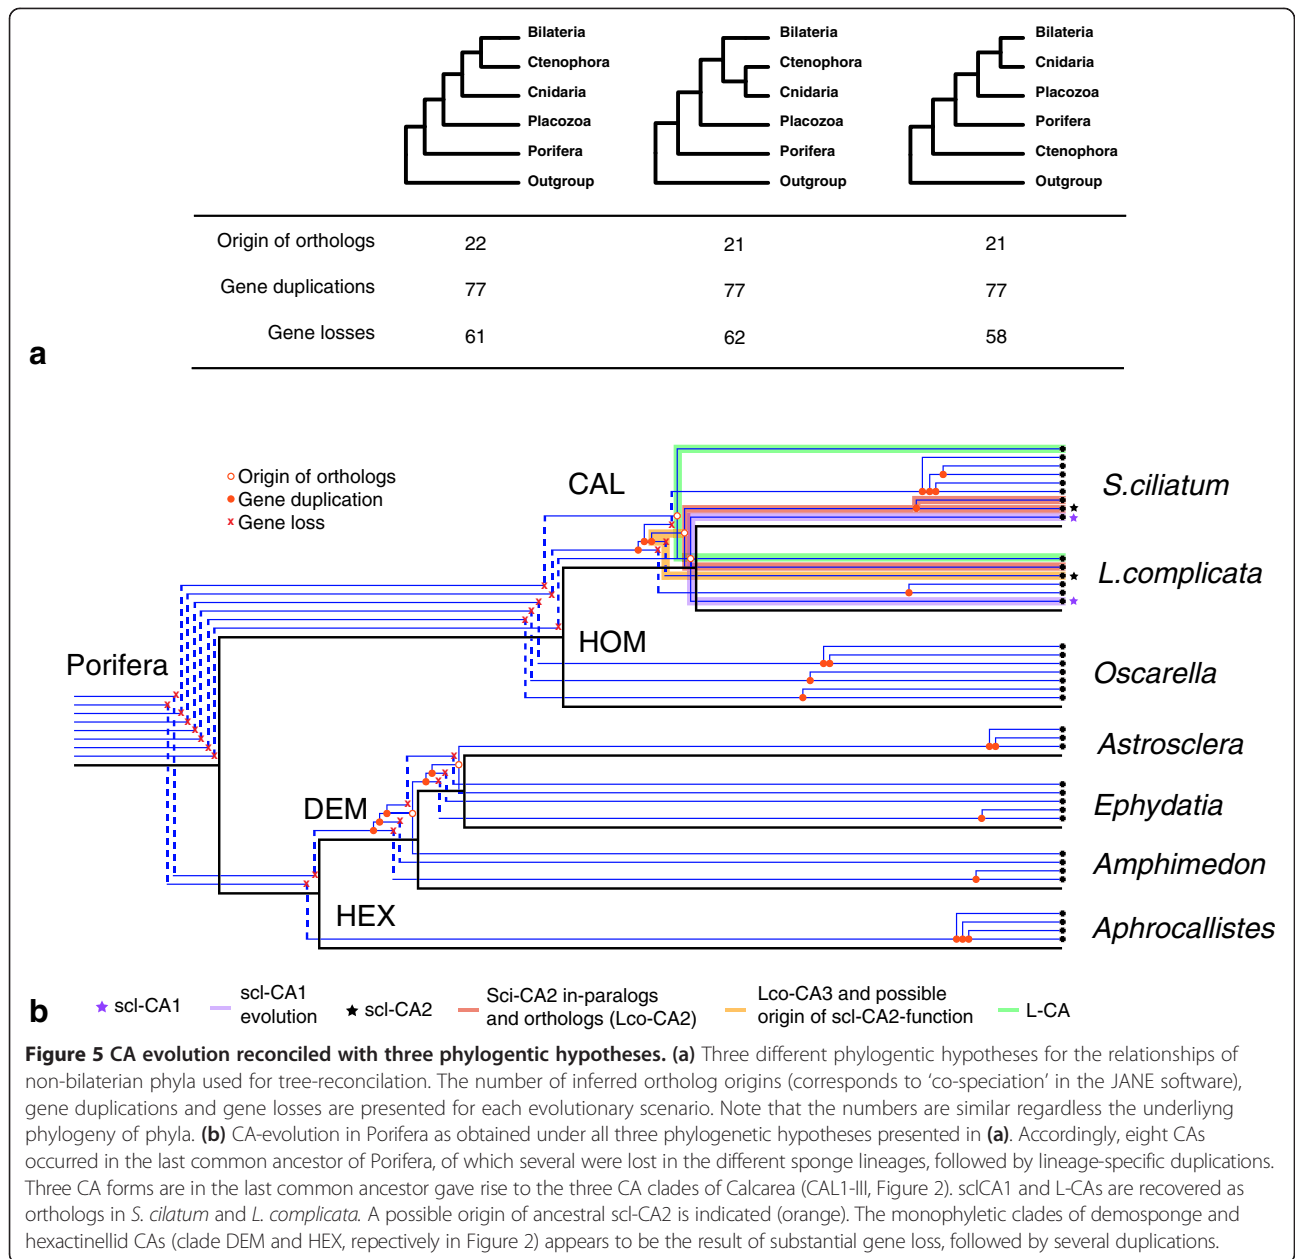 Bilateria
Ctenophora
Cnidaria
Placozoa
Porifera
Outgroup
Bilateria
Ctenophora
Cnidaria
Placozoa
Porifera
Outgroup
Bilateria
Cnidaria
Placozoa
Porifera
Ctenophora
Outgroup
Origin of orthologs 22 21 21
Gene duplications 77 77 77
Gene losses 61 62 58
a
Origin of orthologs
Gene duplication
x Gene loss
CAL
HOM
Porifera
DEM
HEX
S.ciliatum
L.complicata
Oscarella
Astrosclera
Ephydatia
Amphimedon
Aphrocallistes
b
scl-CA1
scl-CA1
evolution
scl-CA2
Sci-CA2 in-paralogs
and orthologs (Lco-CA2)
Lco-CA3 and possible
origin of scl-CA2-function
L-CA
Figure 5 CA evolution reconciled with three phylogentic hypotheses. (a) Three different phylogentic hypotheses for the relationships of
non-bilaterian phyla used for tree-reconcilation. The number of inferred ortholog origins (corresponds to ‘co-speciation’ in the JANE software),
gene duplications and gene losses are presented for each evolutionary scenario. Note that the numbers are similar regardless the underliyng
phylogeny of phyla. (b) CA-evolution in Porifera as obtained under all three phylogenetic hypotheses presented in (a). Accordingly, eight CAs
occurred in the last common ancestor of Porifera, of which several were lost in the different sponge lineages, followed by lineage-specific duplications.
Three CA forms are in the last common ancestor gave rise to the three CA clades of Calcarea (CAL1-III, Figure 2). sclCA1 and L-CAs are recovered as
orthologs in S. cilatum and L. complicata. A possible origin of ancestral scl-CA2 is indicated (orange). The monophyletic clades of demosponge and
hexactinellid CAs (clade DEM and HEX, repectively in Figure 2) appears to be the result of substantial gene loss, followed by several duplications.